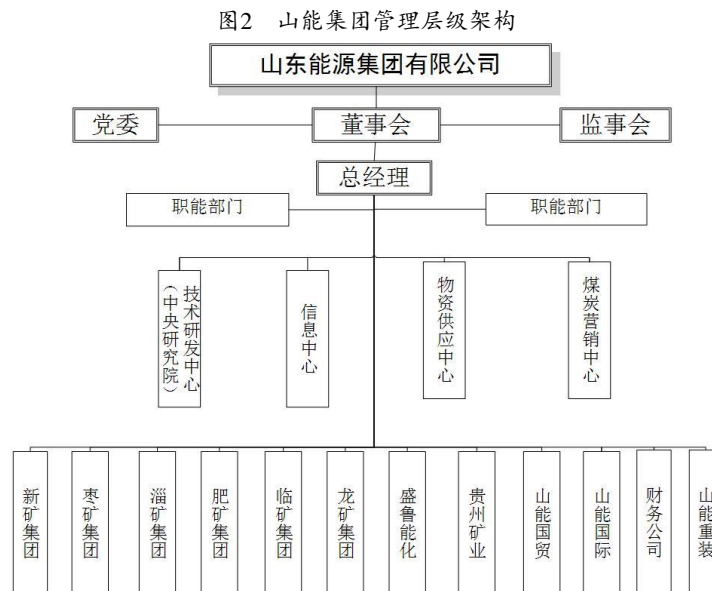 图2 山能集团管理层级架构
山东能源集团有限公司
党委
董事会
监事会
总经理
职能部门
职能部门
技术研发中心
（中央研究院）
信息中心
物资供应中心
煤炭营销中心
新矿集团
枣矿集团
淄矿集团
肥矿集团
临矿集团
龙矿集团
盛鲁能化
贵州矿业
山能国贸
山能国际
财务公司
山能重装